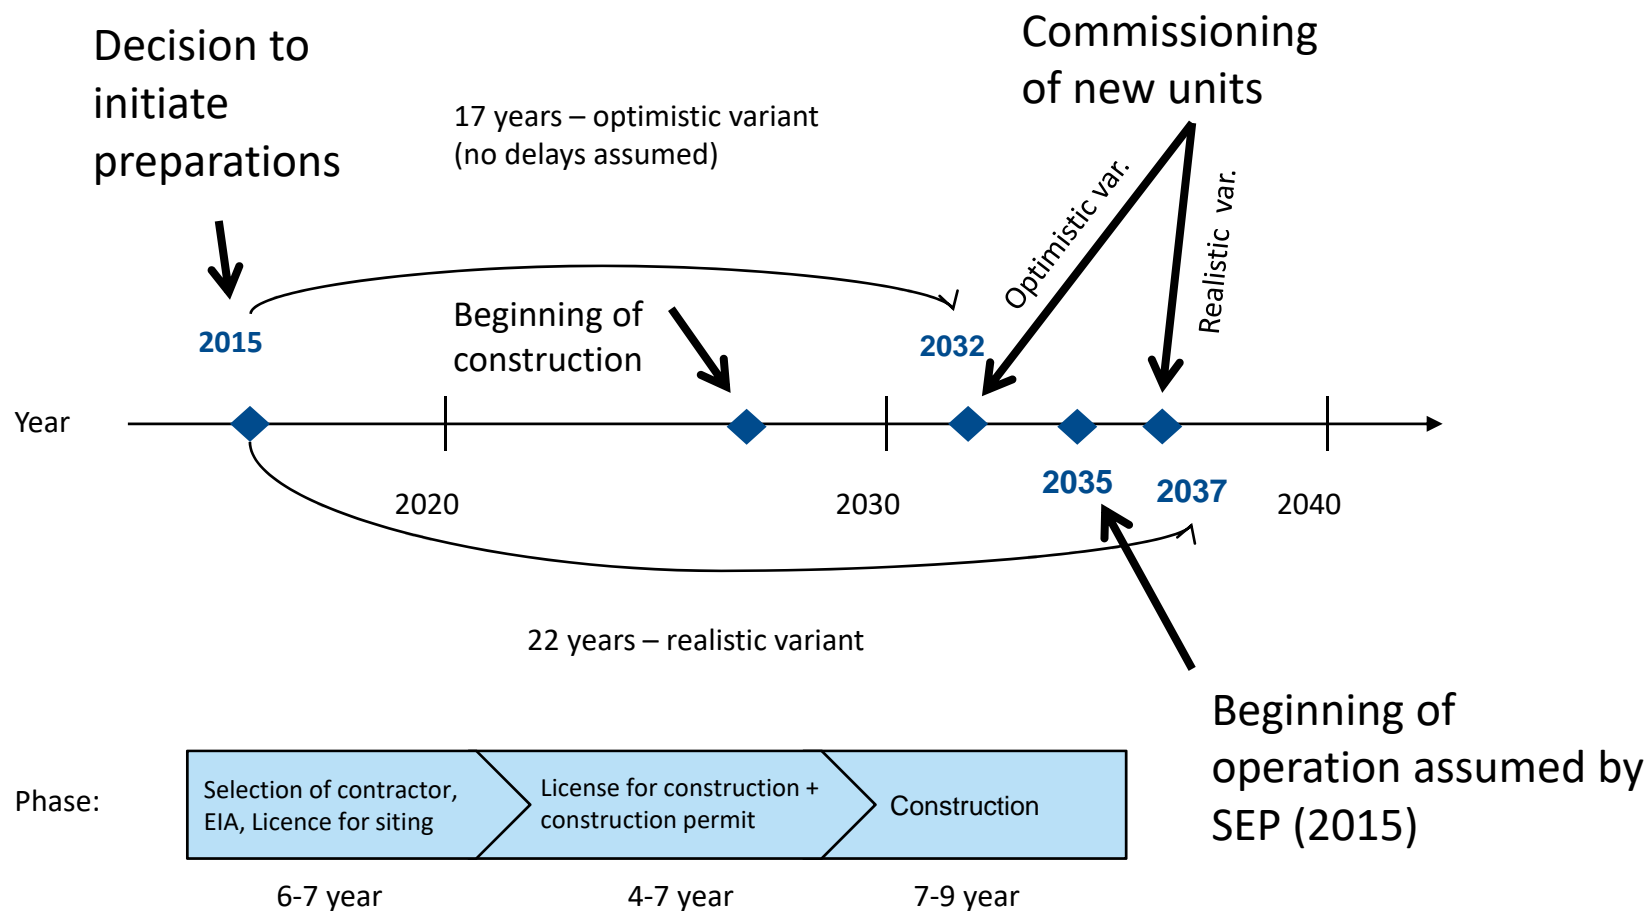 Decision to
initiate
preparations
17 years – optimistic variant
(no delays assumed)
Commissioning
of new units
Optimistic var.
Realistic var.
2015
Beginning of
construction
2032
Year
2020
2030
2035
2037
2040
22 years – realistic variant
Beginning of
operation assumed by
SEP (2015)
Phase:
Selection of contractor,
EIA, Licence for siting
License for construction +
construction permit
Construction
6-7 year
4-7 year
7-9 year